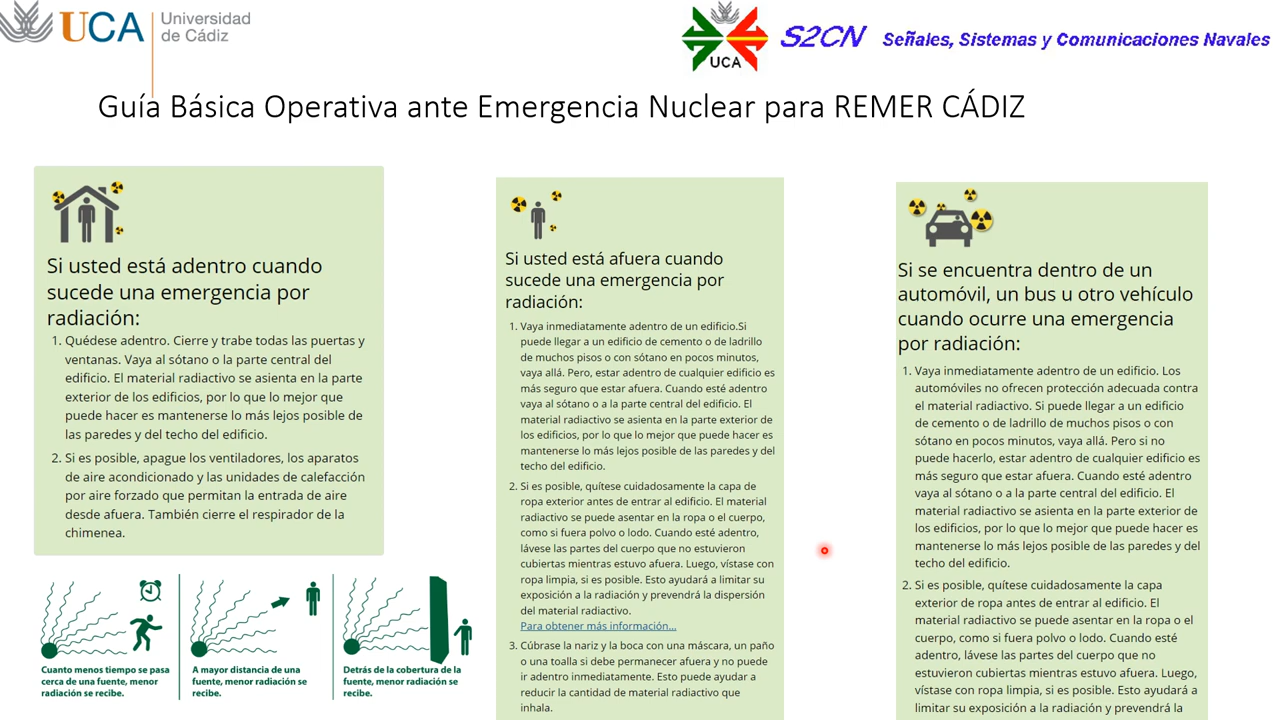 UCA
Universidad
de Cádiz
UCA
S2CN
Señales, Sistemas y Comunicaciones Navales
Guía Básica Operativa ante Emergencia Nuclear para REMER CÁDIZ
Si usted está adentro cuando
sucede una emergencia por
radiación:
1. Quédese adentro. Cierre y trabe todas las puertas y
ventanas. Vaya al sótano o la parte central del
edificio. El material radiactivo se asienta en la parte
exterior de los edificios, por lo que lo mejor que
puede hacer es mantenerse lo más lejos posible de
las paredes y del techo del edificio.
2. Si es posible, apague los ventiladores, los aparatos
de aire acondicionado y las unidades de calefacción
por aire forzado que permitan la entrada de aire
desde afuera. También cierre el respirador de la
chimenea.
Cuanto menos tiempo se pasa
cerca de una fuente, menor
radiación se recibe.
A mayor distancia de una
fuente, menor radiación se
recibe.
Detrás de la cobertura de la
fuente, menor radiación se
recibe.
Si usted está afuera cuando
sucede una emergencia por
radiación:
1. Vaya inmediatamente adentro de un edificio.Si
puede llegar a un edificio de cemento o de ladrillo
de muchos pisos o con sótano en pocos minutos,
vaya allá. Pero, estar adentro de cualquier edificio es
más seguro que estar afuera. Cuando esté adentro
vaya al sótano o a la parte central del edificio. El
material radiactivo se asienta en la parte exterior de
los edificios, por lo que lo mejor que puede hacer es
mantenerse lo más lejos posible de las paredes y del
techo del edificio.
2. Si es posible, quítese cuidadosamente la capa de
ropa exterior antes de entrar al edificio. El material
radiactivo se puede asentar en la ropa o el cuerpo,
como si fuera polvo o lodo. Cuando esté adentro,
lávese las partes del cuerpo que no estuvieron
cubiertas mientras estuvo afuera. Luego, vístase con
ropa limpia, si es posible. Esto ayudará a limitar su
exposición a la radiación y prevendrá la dispersión
del material radiactivo.
Para obtener más información...
3. Cúbrase la nariz y la boca con una máscara, un paño
o una toalla si debe permanecer afuera y no puede
ir adentro inmediatamente. Esto puede ayudar a
reducir la cantidad de material radiactivo que
inhala.
Si se encuentra dentro de un
automóvil, un bus u otro vehículo
cuando ocurre una emergencia
por radiación:
1. Vaya inmediatamente adentro de un edificio. Los
automóviles no ofrecen protección adecuada contra
el material radiactivo. Si puede llegar a un edificio
de cemento o de ladrillo de muchos pisos o con
sótano en pocos minutos, vaya allá. Pero si no
puede hacerlo, estar adentro de cualquier edificio es
más seguro que estar afuera. Cuando esté adentro
vaya al sótano o a la parte central del edificio. El
material radiactivo se asienta en la parte exterior de
los edificios, por lo que lo mejor que puede hacer es
mantenerse lo más lejos posible de las paredes y del
techo del edificio.
2. Si es posible, quítese cuidadosamente la capa
exterior de ropa antes de entrar al edificio. El
material radiactivo se puede asentar en la ropa o el
cuerpo, como si fuera polvo o lodo. Cuando esté
adentro, lávese las partes del cuerpo que no
estuvieron cubiertas mientras estuvo afuera. Luego,
vístase con ropa limpia, si es posible. Esto ayudará a
limitar su exposición a la radiación y prevendrá la